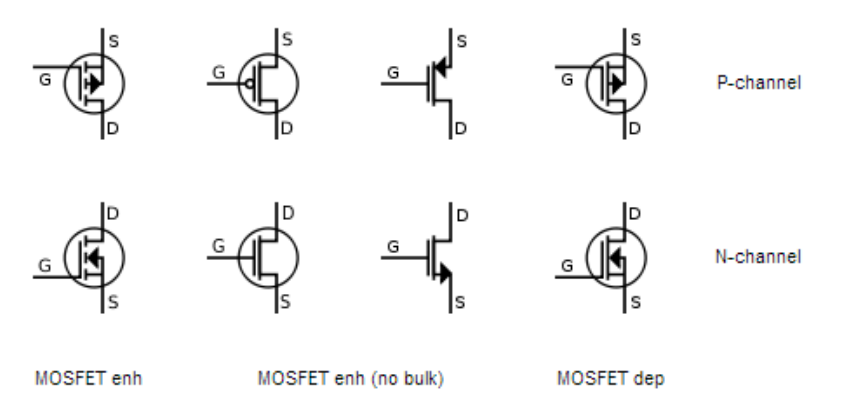 S S S S
G G G G P-channel
D D D D
D D D D
G G G G N-channel
S S S S
MOSFET enh MOSFET enh (no bulk) MOSFET dep